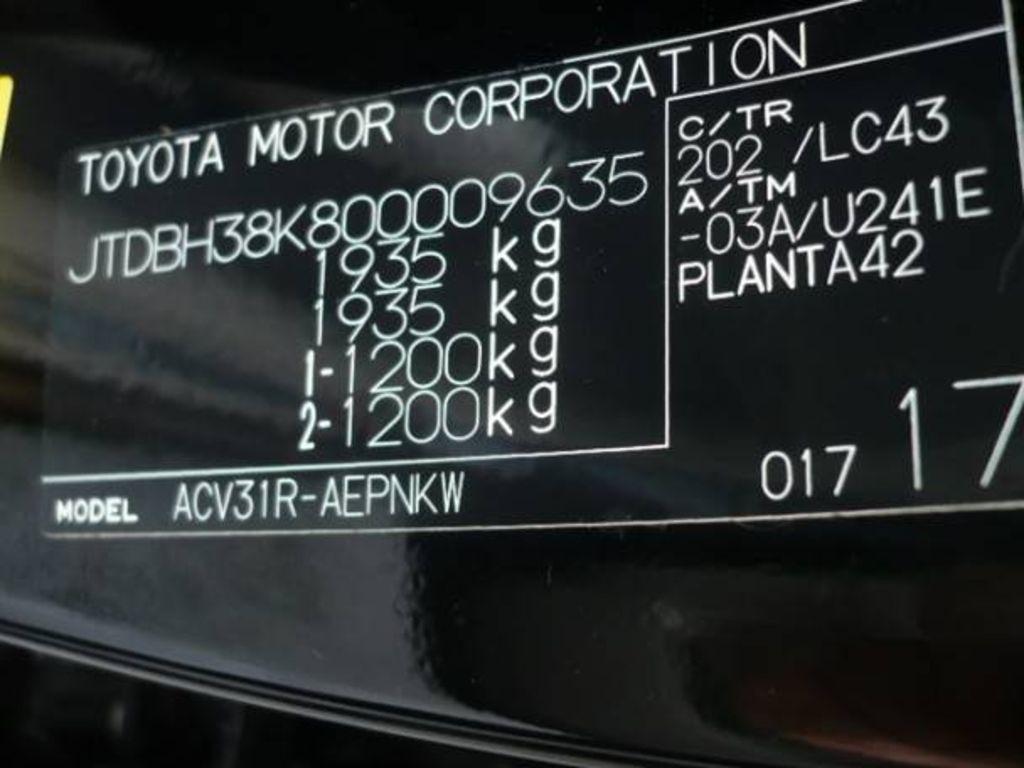 TOYOTA MOTOR CORPORATION
JTDBH38K800009635
1935 kg
1935 kg
1-1200kg
2-1200kg
C/TR
202 /LC43
A/TM
-03A/U241E
PLANTA42
MODEL ACV31R-AEPNKW
017 17